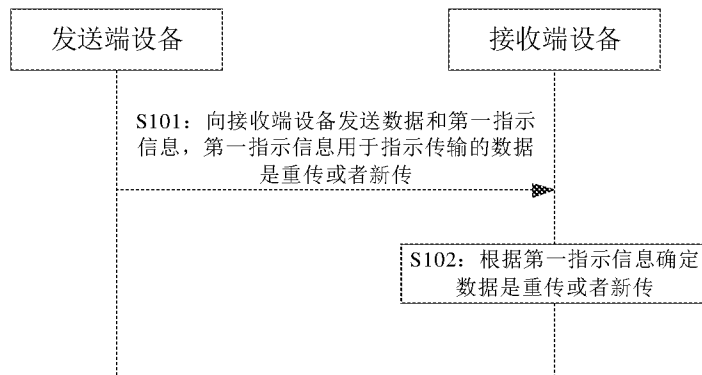 发送端设备
接收端设备
S101：向接收端设备发送数据和第一指示
信息，第一指示信息用于指示传输的数据
是重传或者新传
S102：根据第一指示信息确定
数据是重传或者新传